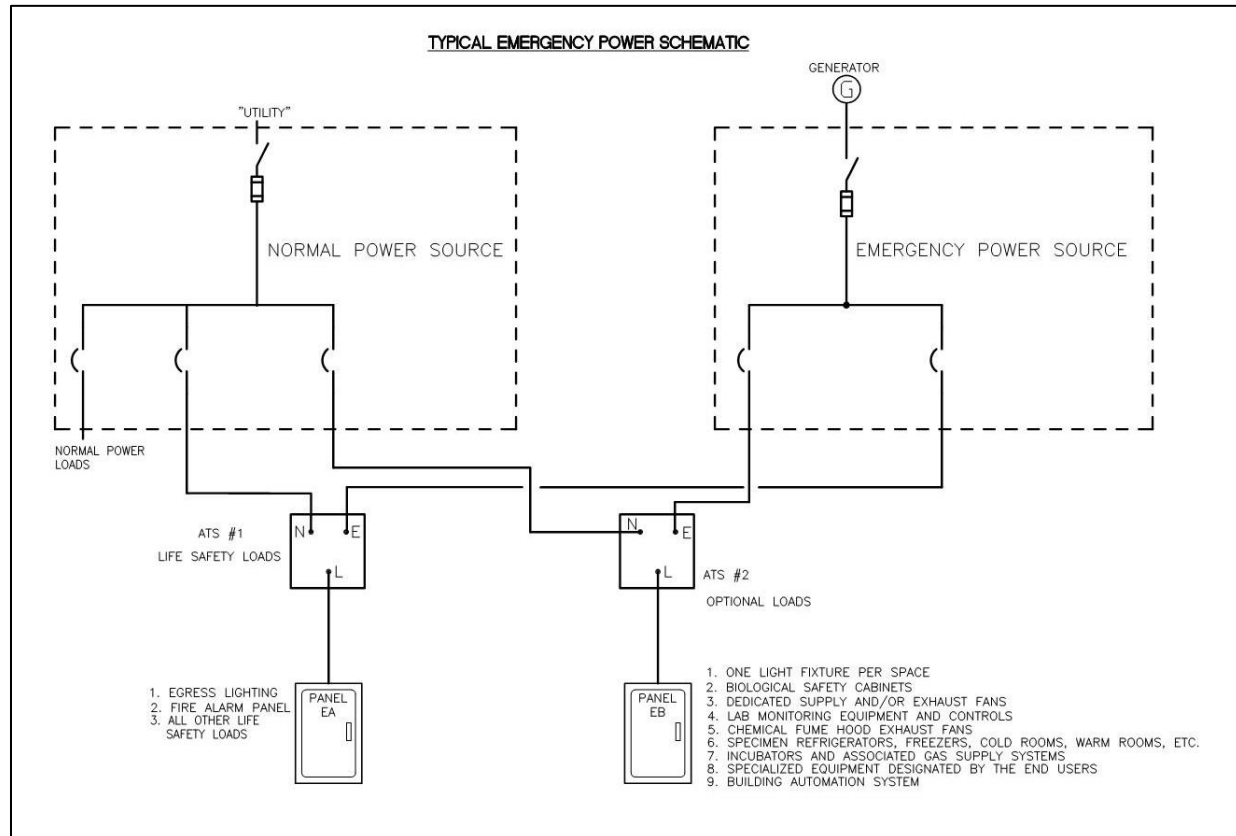 TYPICAL EMERGENCY POWER SCHEMATIC
GENERATOR
G
"UTILITY"
NORMAL POWER SOURCE
EMERGENCY POWER SOURCE
NORMAL POWER
LOADS
ATS #1
LIFE SAFETY LOADS
N
E
L
N
E
L
ATS #2
OPTIONAL LOADS
1. EGRESS LIGHTING
2. FIRE ALARM PANEL
3. ALL OTHER LIFE
SAFETY LOADS
PANEL
EA
PANEL
EB
1. ONE LIGHT FIXTURE PER SPACE
2. BIOLOGICAL SAFETY CABINETS
3. DEDICATED SUPPLY AND/OR EXHAUST FANS
4. LAB MONITORING EQUIPMENT AND CONTROLS
5. CHEMICAL FUME HOOD EXHAUST FANS
6. SPECIMEN REFRIGERATORS, FREEZERS, COLD ROOMS, WARM ROOMS, ETC.
7. INCUBATORS AND ASSOCIATED GAS SUPPLY SYSTEMS
8. SPECIALIZED EQUIPMENT DESIGNATED BY THE END USERS
9. BUILDING AUTOMATION SYSTEM